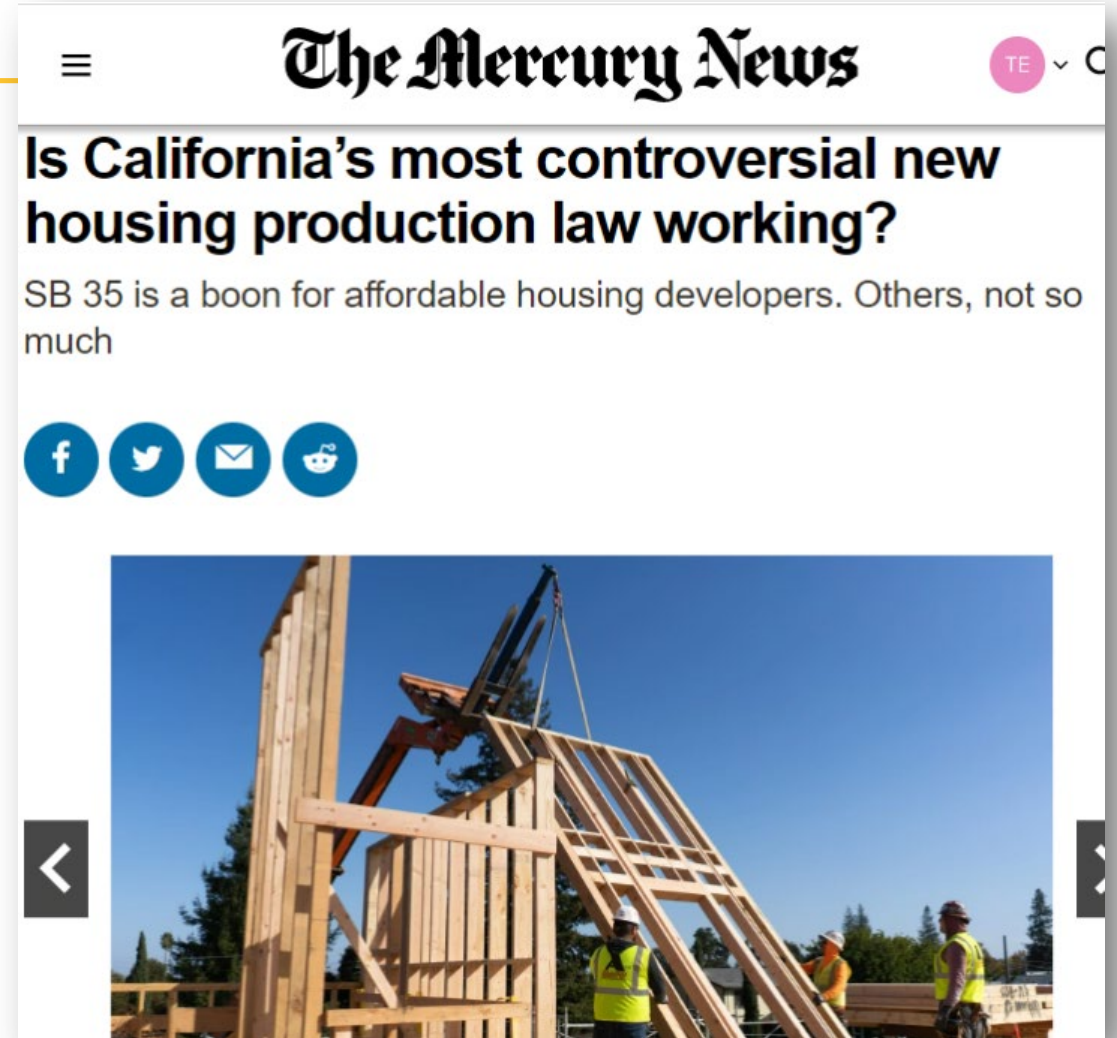 The Mercury News
TE
Is California's most controversial new
housing production law working?
SB 35 is a boon for affordable housing developers. Others, not so
much